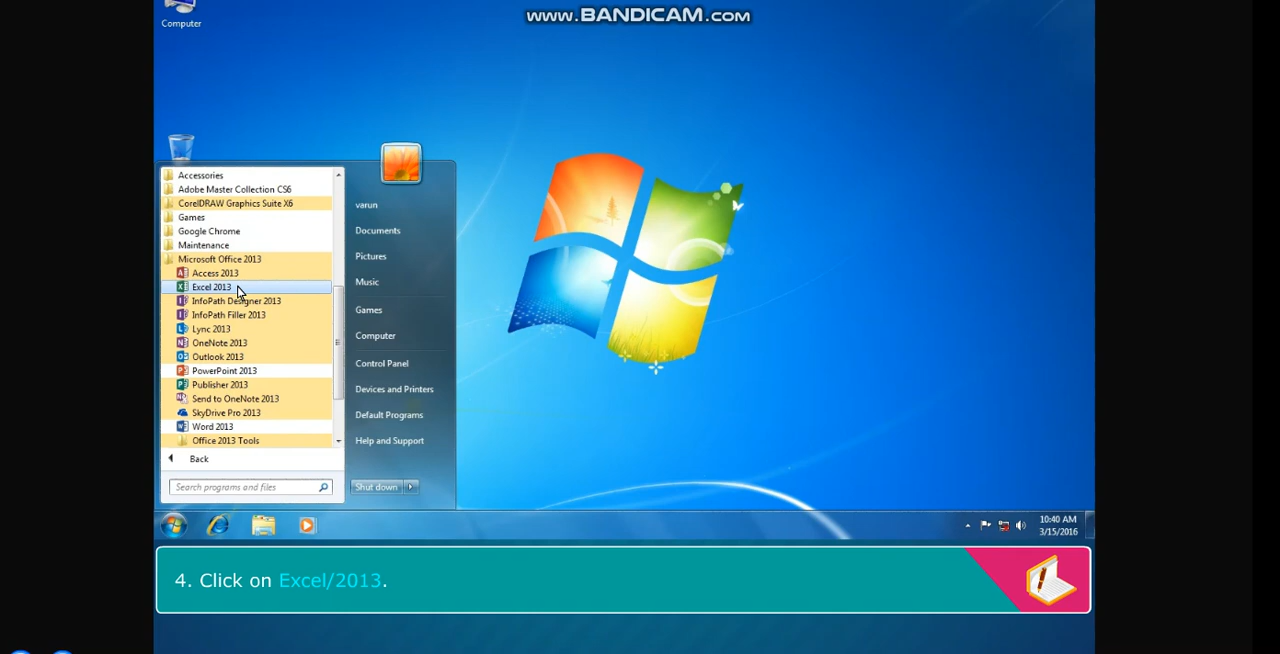 www.BANDICAM.com
Computer
Accessories
Adobe Master Collection CS6
CorelDRAW Graphics Suite X6
Games
Google Chrome
Maintenance
Microsoft Office 2013
Access 2013
Excel 2013
InfoPath Designer 2013
InfoPath Filler 2013
Lync 2013
OneNote 2013
Outlook 2013
PowerPoint 2013
Publisher 2013
Send to OneNote 2013
SkyDrive Pro 2013
Word 2013
Office 2013 Tools
Back
Search programs and files
varun
Documents
Pictures
Music
Games
Computer
Control Panel
Devices and Printers
Default Programs
Help and Support
Shut down
10:40 AM
3/15/2016
4. Click on Excel/2013.